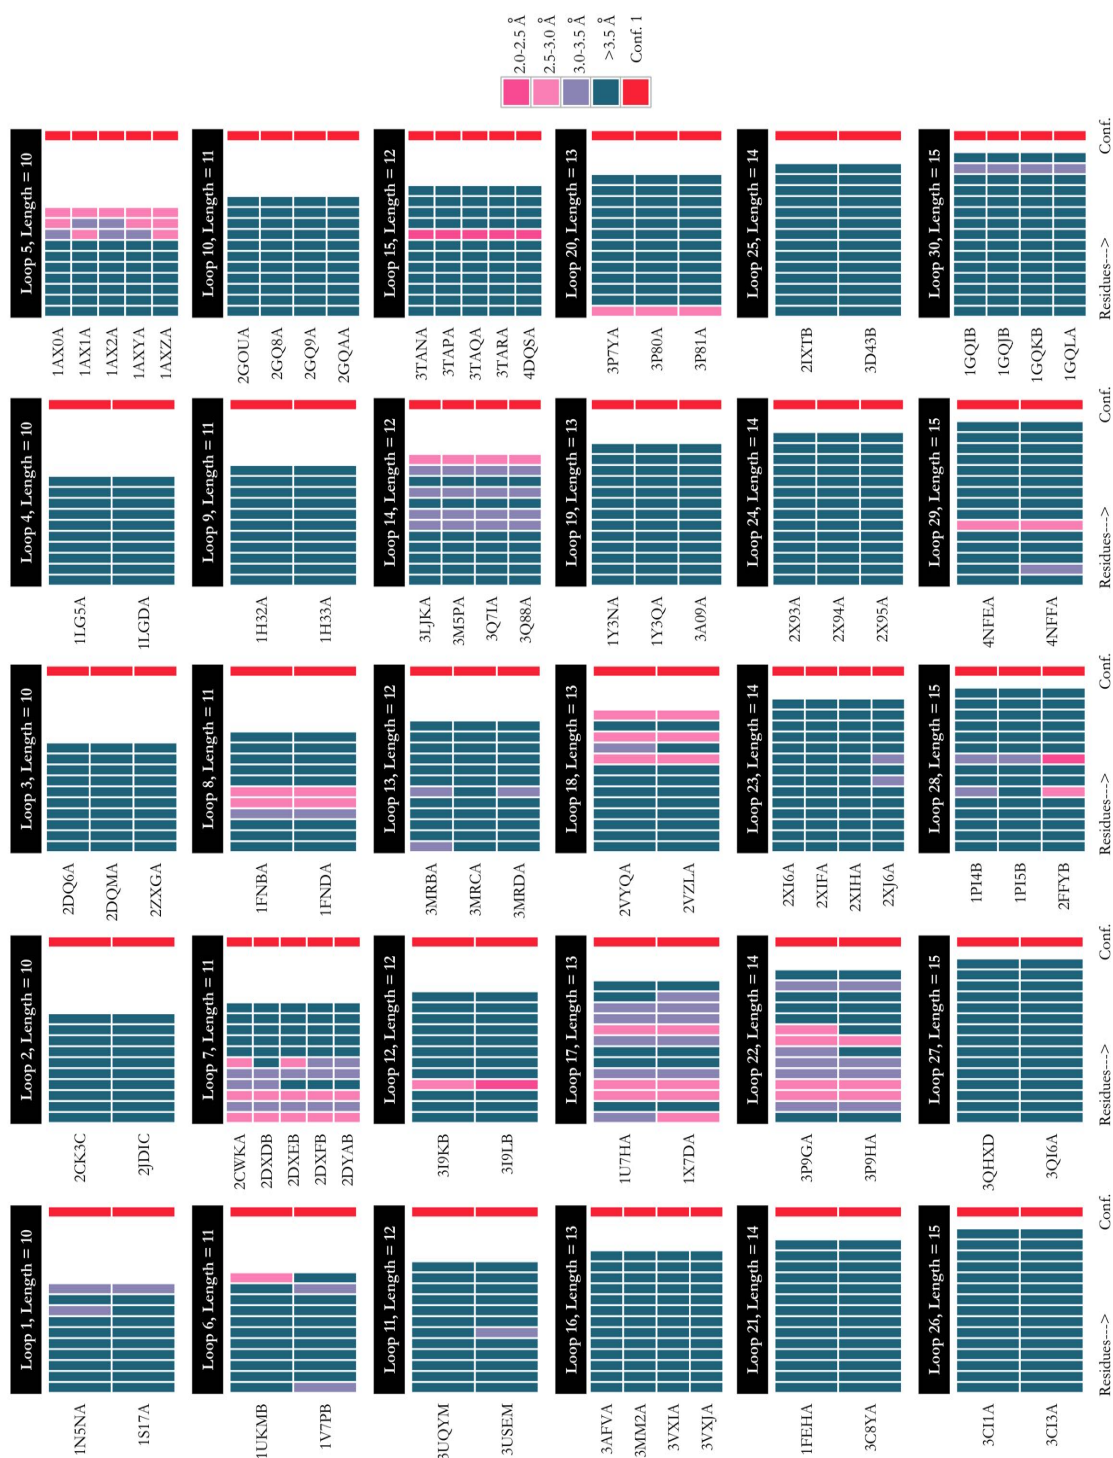 2.0-2.5 Å
2.5-3.0 Å
3.0-3.5 Å
>3.5 Å
Conf. 1
Loop 1, Length = 10
1N5NA
1S17A
Loop 2, Length = 10
2CK3C
2JDIC
Loop 3, Length = 10
2DQ6A
2DQMA
2ZXGA
Loop 4, Length = 10
1LG5A
1LGDA
Loop 5, Length = 10
1AX0A
1AX1A
1AX2A
1AXYA
1AXZA
Loop 6, Length = 11
1UKMB
1V7PB
Loop 7, Length = 11
2CWKA
2DXDB
2DXEB
2DXFB
2DYAB
Loop 8, Length = 11
1FNBA
1FNDA
Loop 9, Length = 11
1H32A
1H33A
Loop 10, Length = 11
2GOUA
2GQ8A
2GQ9A
2GQAA
Loop 11, Length = 12
3UQYM
3USEM
Loop 12, Length = 12
3I9KB
3I9LB
Loop 13, Length = 12
3MRBA
3MRCA
3MRDA
Loop 14, Length = 12
3LJKA
3M5PA
3Q7IA
3Q88A
Loop 15, Length = 12
3TANA
3TAPA
3TAQA
3TARA
4DQSA
Loop 16, Length = 13
3AFVA
3MM2A
3VXIA
3VXJA
Loop 17, Length = 13
1U7HA
1X7DA
Loop 18, Length = 13
2VYQA
2VZLA
Loop 19, Length = 13
1Y3NA
1Y3QA
3A09A
Loop 20, Length = 13
3P7YA
3P80A
3P81A
Loop 21, Length = 14
1FEHA
3C8YA
Loop 22, Length = 14
3P9GA
3P9HA
Loop 23, Length = 14
2XI6A
2XIFA
2XIHA
2XJ6A
Loop 24, Length = 14
2X93A
2X94A
2X95A
Loop 25, Length = 14
2IXTB
3D43B
Loop 26, Length = 15
3CI1A
3CI3A
Residues---> Conf.
Loop 27, Length = 15
3QHXD
3QI6A
Residues---> Conf.
Loop 28, Length = 15
1PI4B
1PI5B
2FFYB
Residues---> Conf.
Loop 29, Length = 15
4NFEA
4NFFA
Residues---> Conf.
Loop 30, Length = 15
1GQIB
1GQJB
1GQKB
1GQLA
Residues---> Conf.